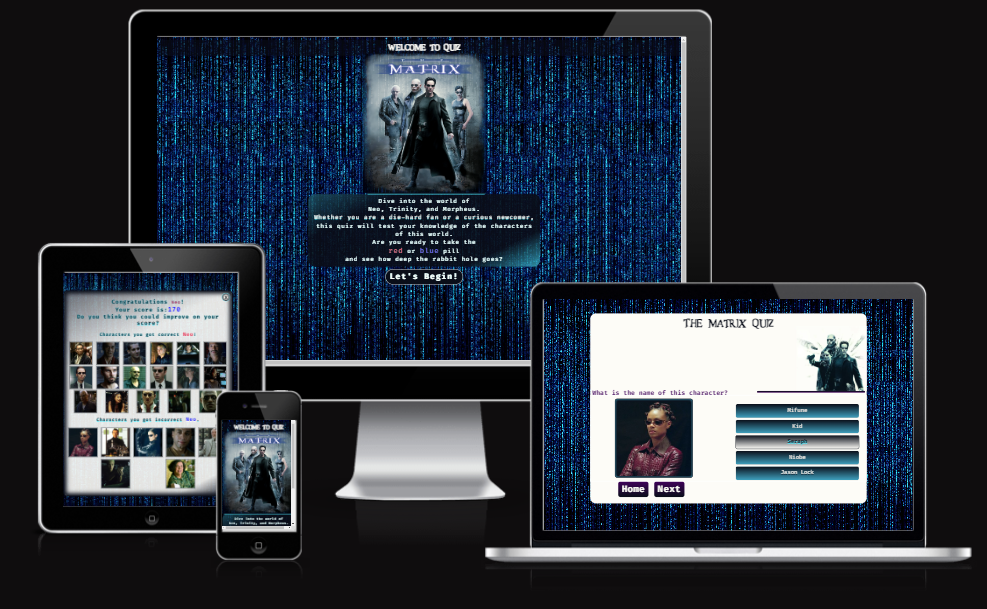 WELCOME TO QUIZ
MATRIX
Dive into the world of
Neo, Trinity, and Morpheus.
Whether you are a die-hard fan or a curious newcomer,
this quiz will test your knowledge of the characters
of this world.
Are you ready to take the
red or blue pill
and see how deep the rabbit hole goes?
Let's Begin!
Congratulations Neo!
Your score is:170
Do you think you could improve on your
score?
Characters you got correct Neo:
Characters you got incorrect Neo.
WELCOME TO QUIZ
MATRIX
Dive into the world of
Neo, Trinity, and Morpheus.
THE MATRIX QUIZ
What is the name of this character?
Rifune
Kid
Seraph
Niobe
Jason Lock
Home Next